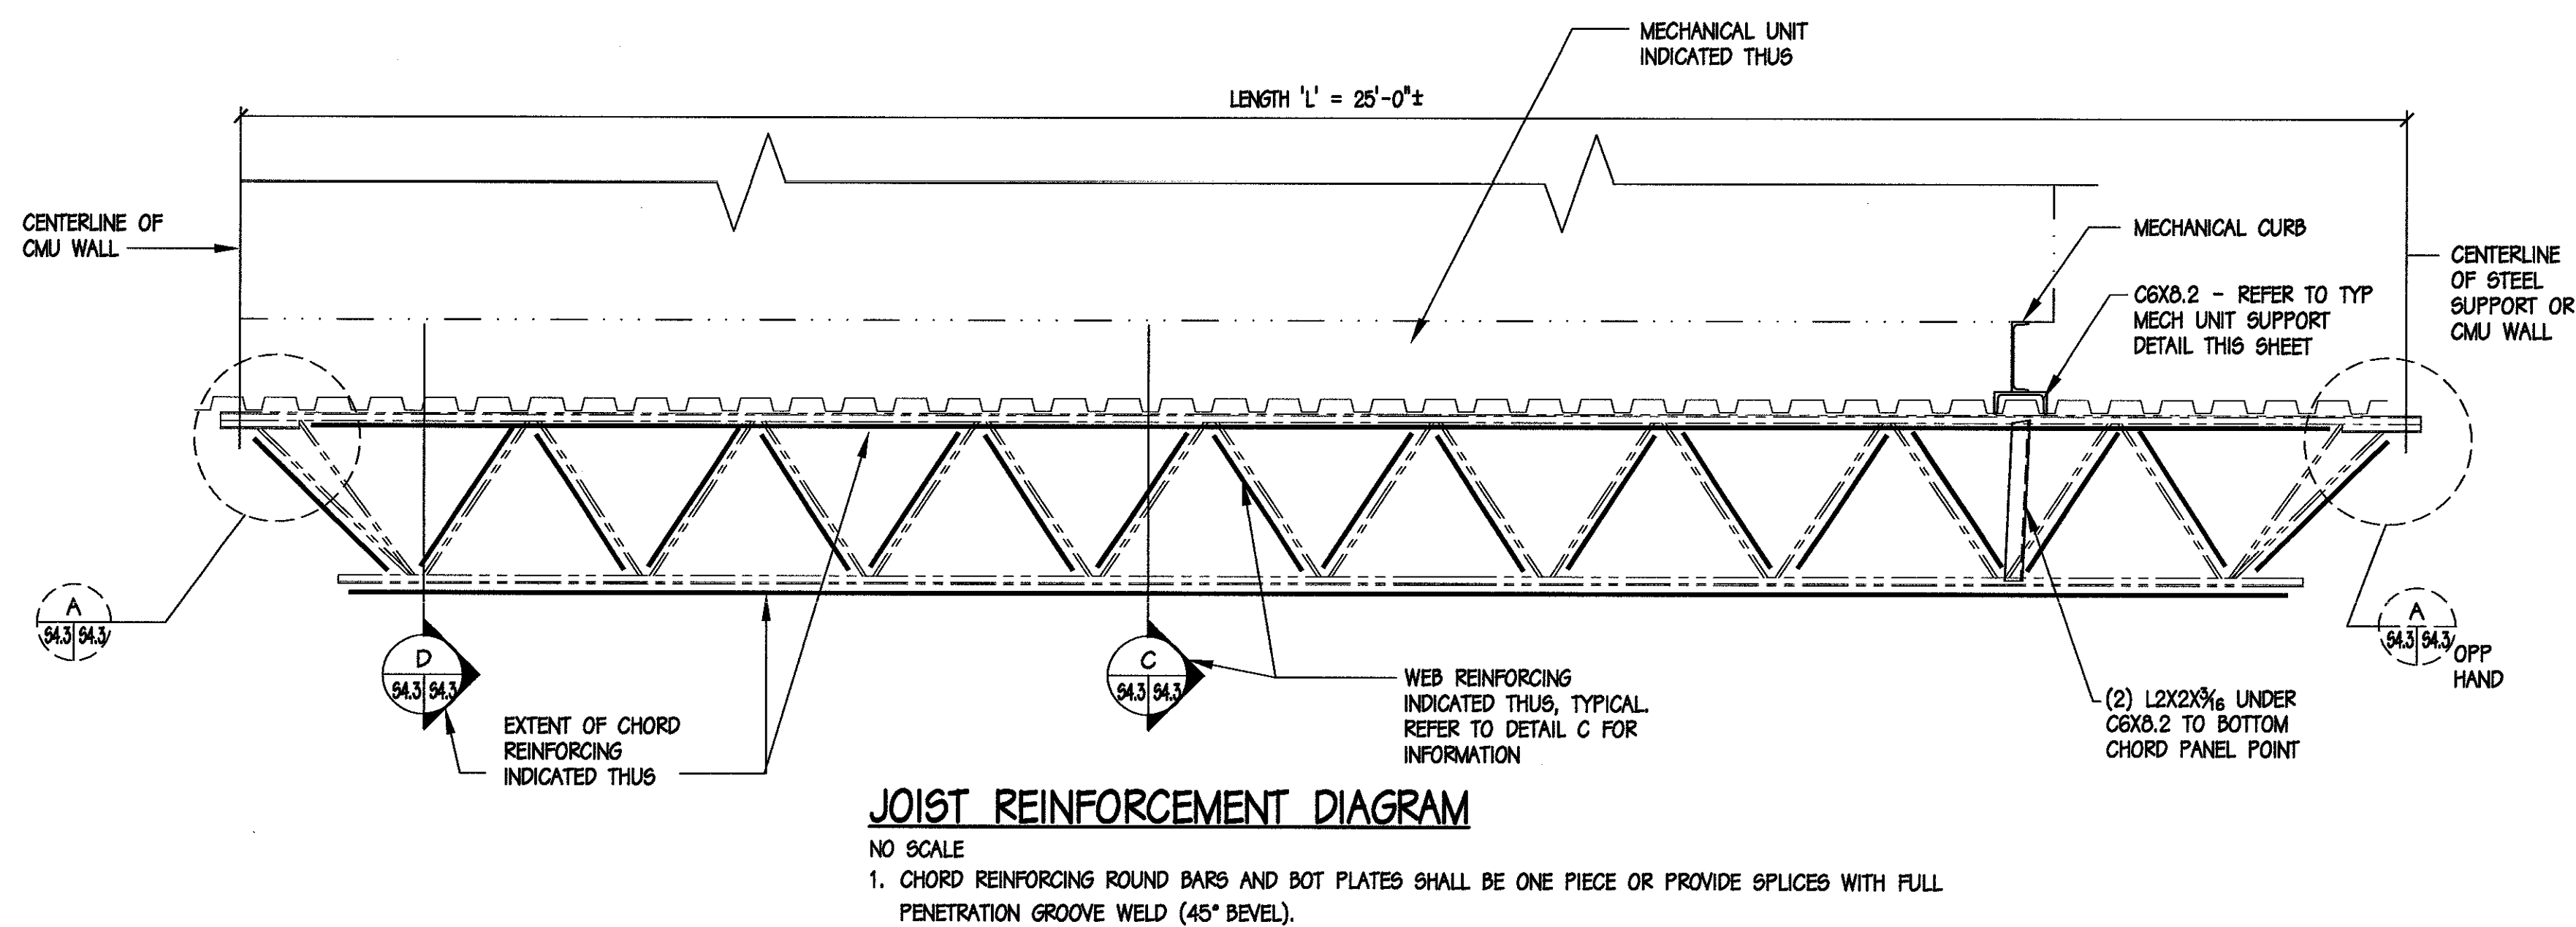 MECHANICAL UNIT
INDICATED THUS
LENGTH 'L' = 25'-0"±
CENTERLINE OF
CMU WALL
MECHANICAL CURB
C6X8.2 - REFER TO TYP
MECH UNIT SUPPORT
DETAIL THIS SHEET
CENTERLINE
OF STEEL
SUPPORT OR
CMU WALL
A
S4.3 S4.3
D
S4.3 S4.3
C
S4.3 S4.3
A
S4.3 S4.3
OPP
HAND
EXTENT OF CHORD
REINFORCING
INDICATED THUS
WEB REINFORCING
INDICATED THUS, TYPICAL.
REFER TO DETAIL C FOR
INFORMATION
(2) L2X2X3/16 UNDER
C6X8.2 TO BOTTOM
CHORD PANEL POINT
JOIST REINFORCEMENT DIAGRAM
NO SCALE
1. CHORD REINFORCING ROUND BARS AND BOT PLATES SHALL BE ONE PIECE OR PROVIDE SPLICES WITH FULL
PENETRATION GROOVE WELD (45° BEVEL).